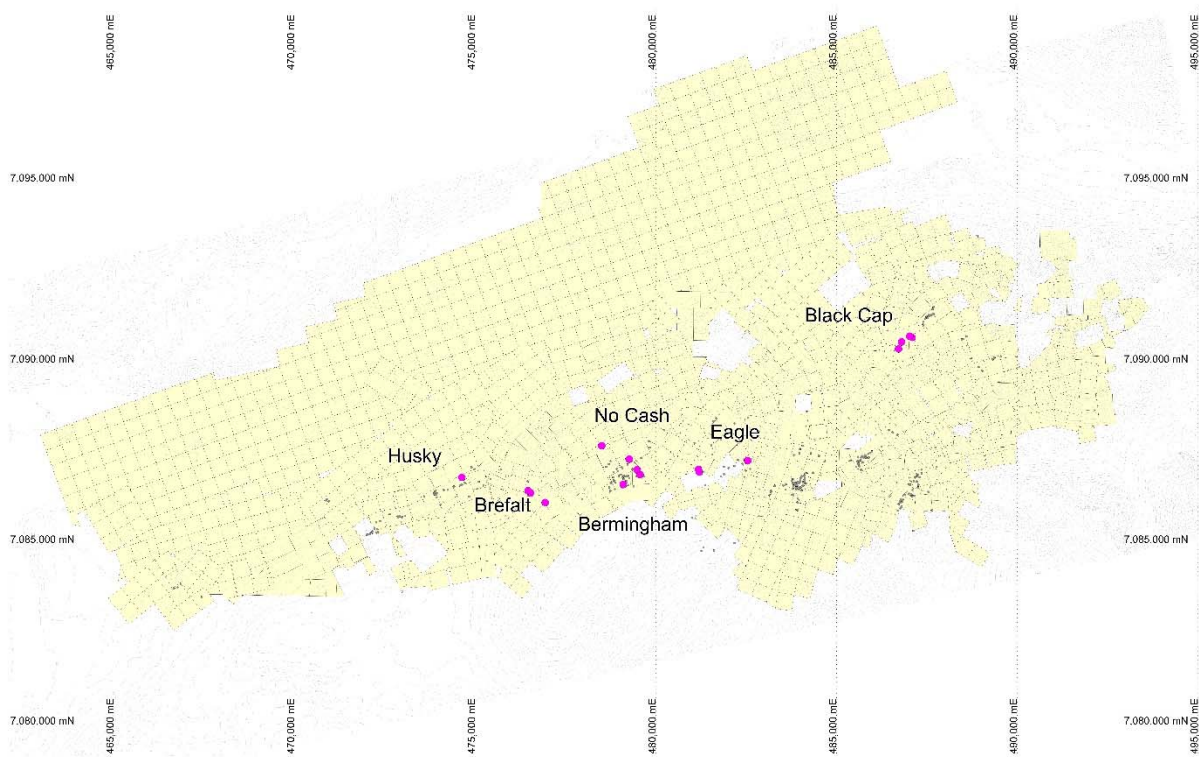 465,000 mE
470,000 mE
475,000 mE
480,000 mE
485,000 mE
490,000 mE
495,000 mE
7,095,000 mN
7,095,000 mN
Black Cap
7,090,000 mN
7,090,000 mN
No Cash
Eagle
Husky
Brefalt
Bermingham
7,085,000 mN
7,085,000 mN
7,080,000 mN
7,080,000 mN
465,000 mE
470,000 mE
475,000 mE
480,000 mE
485,000 mE
490,000 mE
495,000 mE